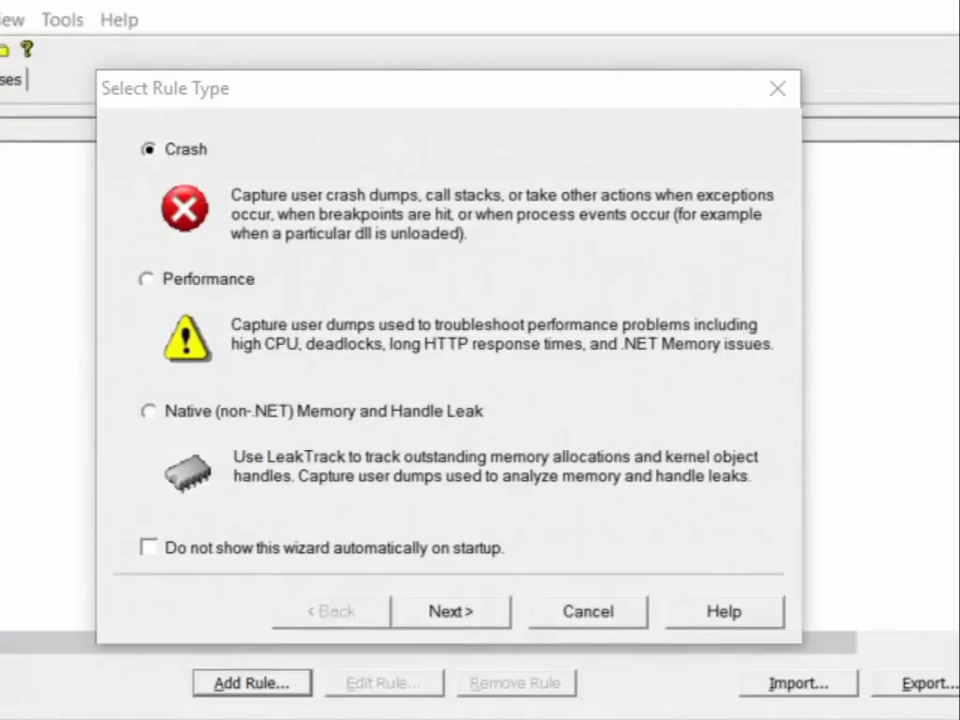 Tools Help
Select Rule Type
Crash
Capture user crash dumps, call stacks, or take other actions when exceptions
occur, when breakpoints are hit, or when process events occur (for example
when a particular dll is unloaded).
Performance
Capture user dumps used to troubleshoot performance problems including
high CPU, deadlocks, long HTTP response times, and .NET Memory issues.
Native (non-.NET) Memory and Handle Leak
Use LeakTrack to track outstanding memory allocations and kernel object
handles. Capture user dumps used to analyze memory and handle leaks.
Do not show this wizard automatically on startup.
< Back Next > Cancel Help
Add Rule... Edit Rule... Remove Rule Import... Export...